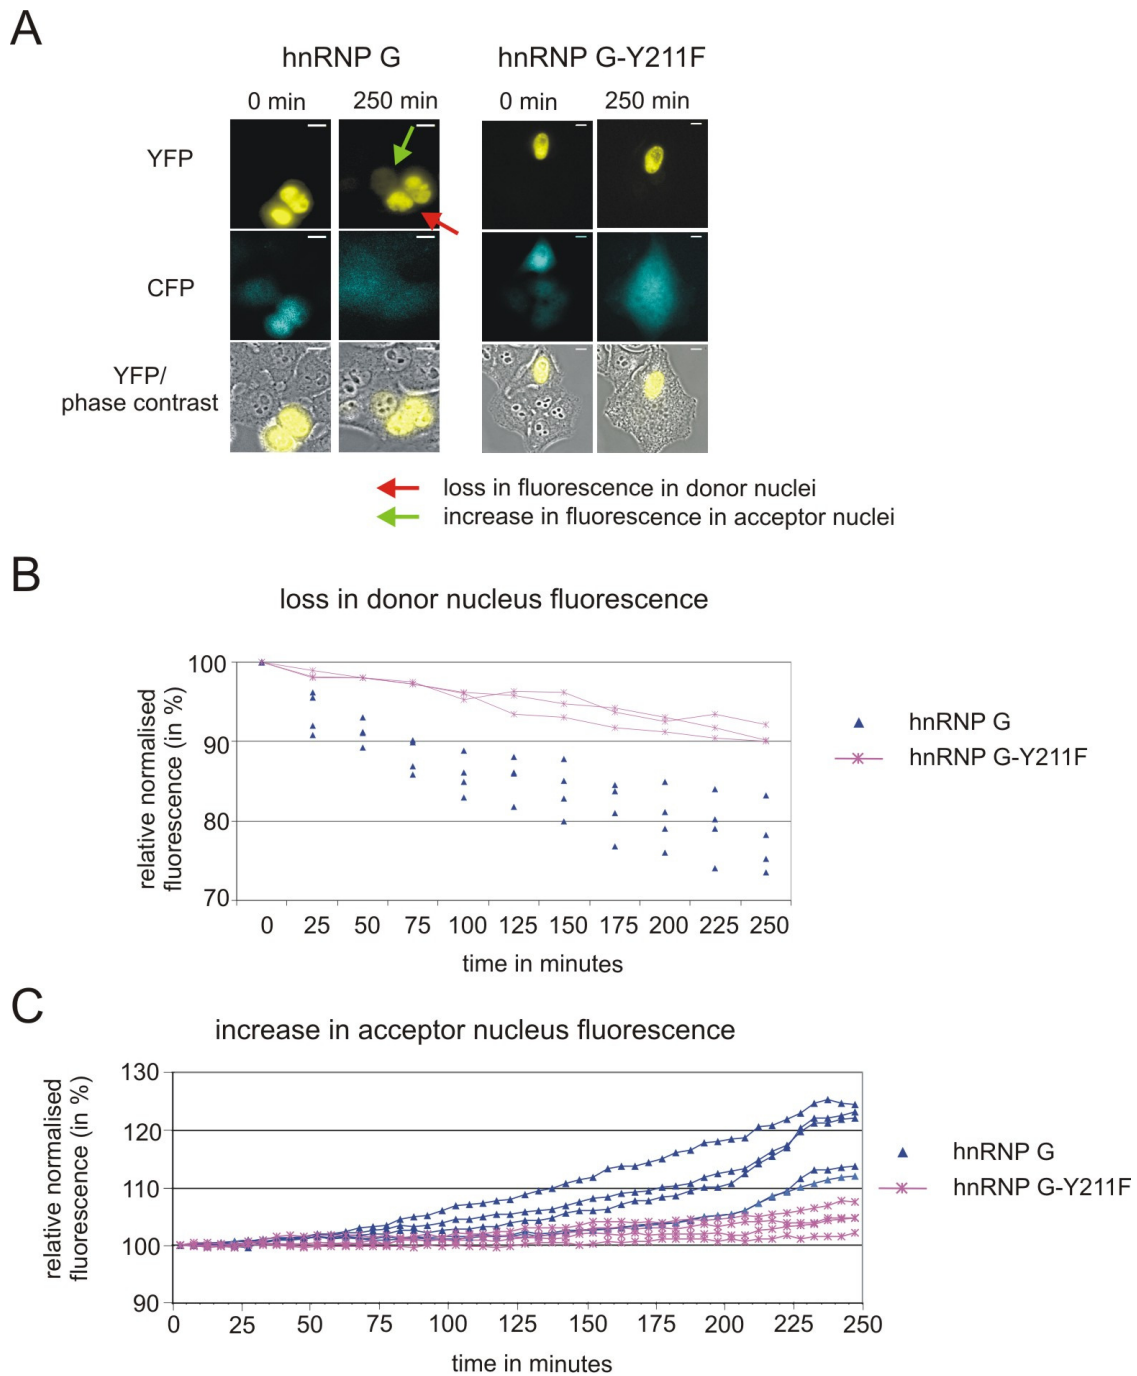 A
hnRNP G
hnRNP G-Y211F
0 min
250 min
0 min
250 min
YFP
CFP
YFP/
phase contrast
loss in fluorescence in donor nuclei
increase in fluorescence in acceptor nuclei
B
loss in donor nucleus fluorescence
relative normalised
fluorescence (in %)
100
90
80
70
0 25 50 75 100 125 150 175 200 225 250
time in minutes
hnRNP G
hnRNP G-Y211F
C
increase in acceptor nucleus fluorescence
relative normalised
fluorescence (in %)
130
120
110
100
90
0 25 50 75 100 125 150 175 200 225 250
time in minutes
hnRNP G
hnRNP G-Y211F